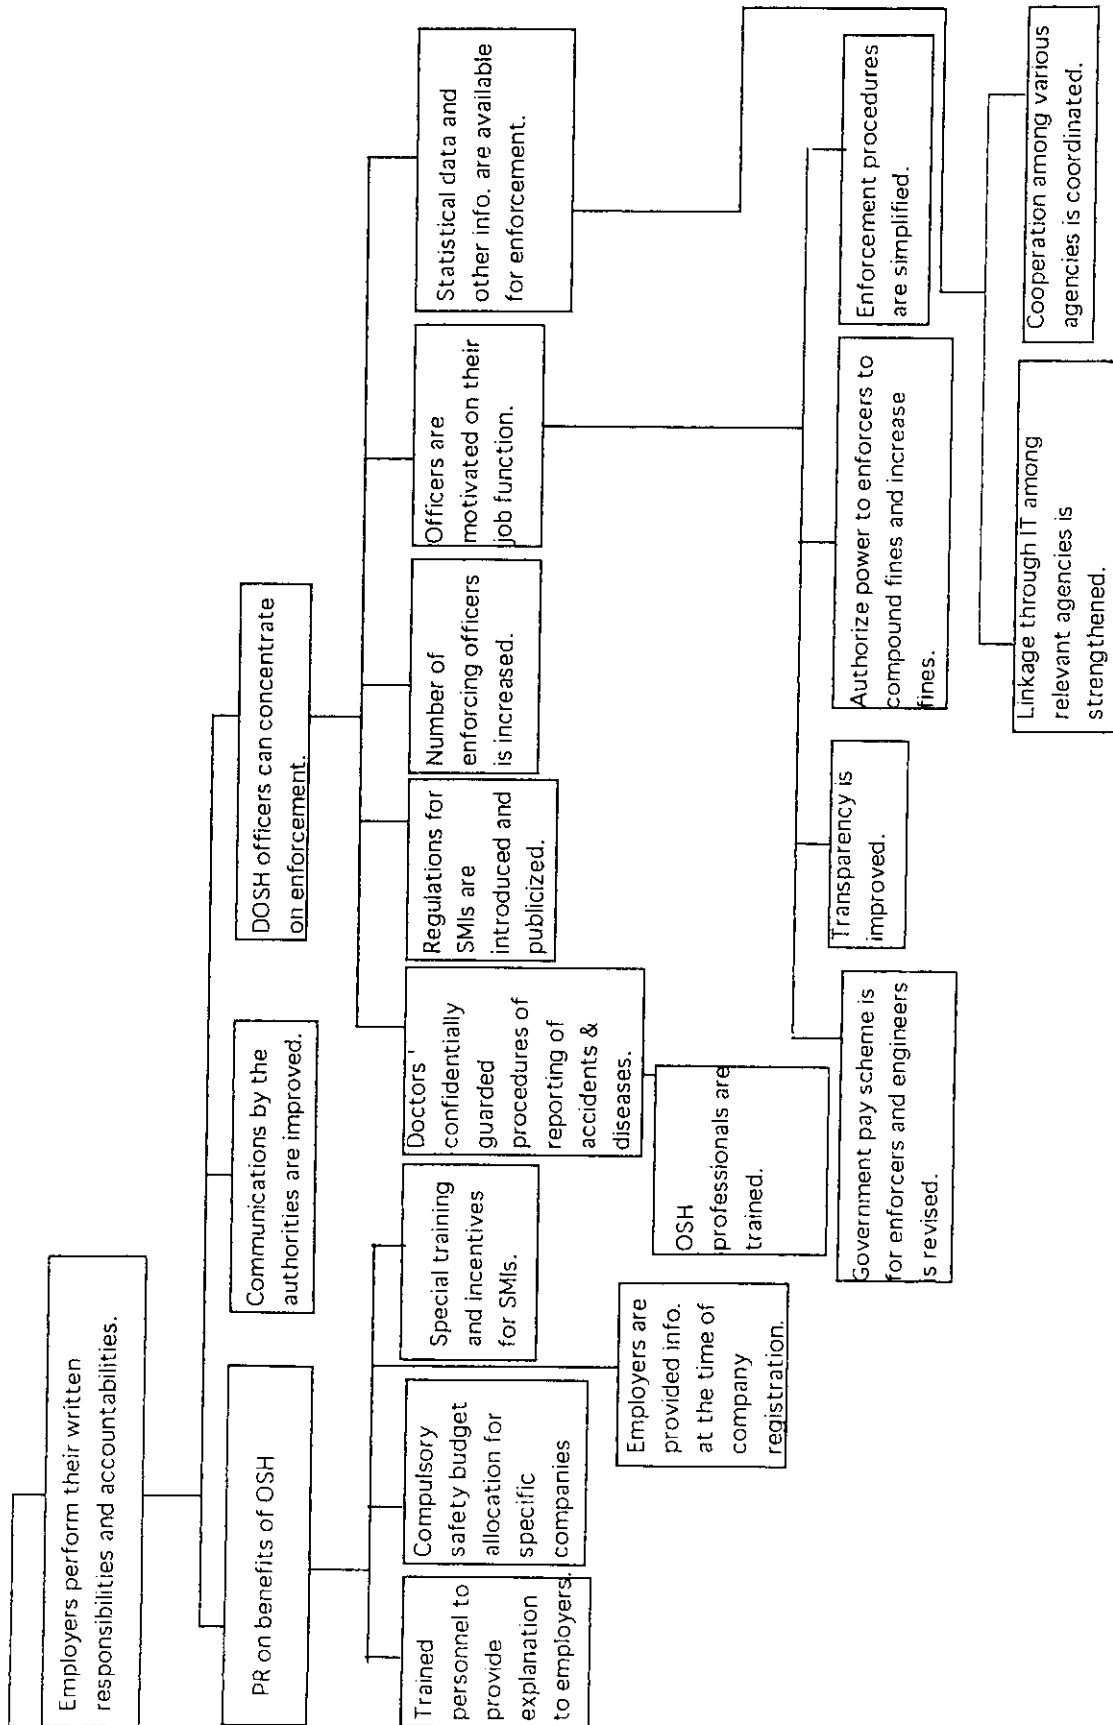 Employers perform their written
responsibilities and accountabilities.
PR on benefits of OSH
Communications by the
authorities are improved.
DOSH officers can concentrate
on enforcement.
Trained
personnel to
provide
explanation
to employers.
Compulsory
safety budget
allocation for
specific
companies
Special training
and incentives
for SMIs.
Doctors'
confidentially
guarded
procedures of
reporting of
accidents &
diseases.
Regulations for
SMIs are
introduced and
publicized.
Number of
enforcing officers
is increased.
Officers are
motivated on their
job function.
Statistical data and
other info. are available
for enforcement.
Employers are
provided info.
at the time of
company
registration.
OSH
professionals are
trained.
Government pay scheme is
for enforcers and engineers
is revised.
Transparency is
improved.
Authorize power to enforcers to
compound fines and increase
fines.
Enforcement procedures
are simplified.
Linkage through IT among
relevant agencies is
strengthened.
Cooperation among various
agencies is coordinated.